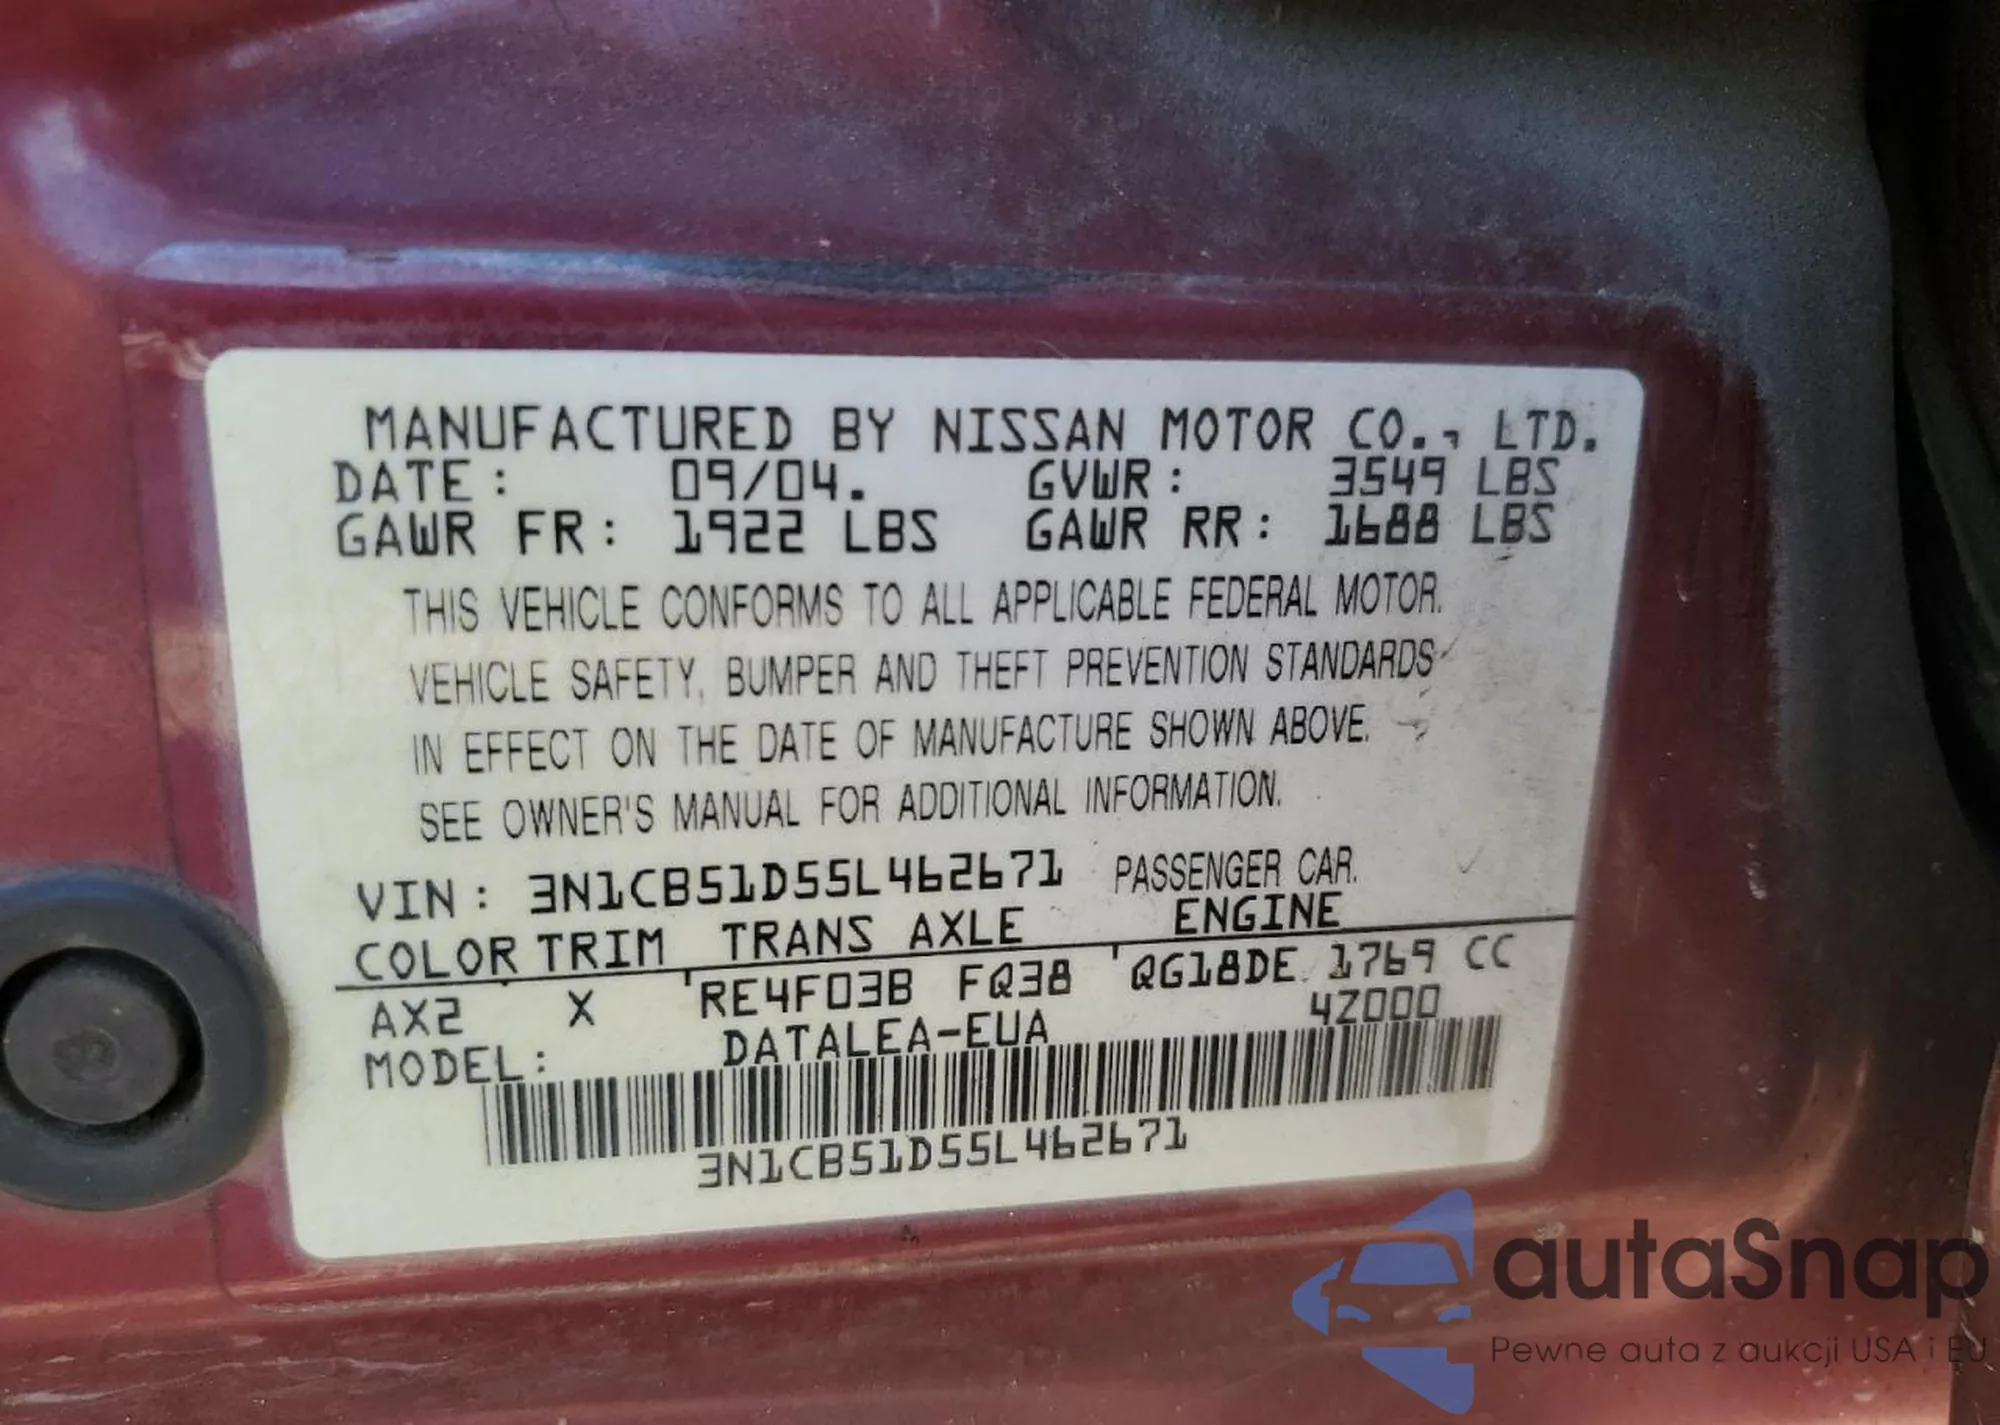 MANUFACTURED BY NISSAN MOTOR CO., LTD.
DATE: 09/04. GVWR: 3549 LBS
GAWR FR: 1922 LBS GAWR RR: 1688 LBS
THIS VEHICLE CONFORMS TO ALL APPLICABLE FEDERAL MOTOR.
VEHICLE SAFETY, BUMPER AND THEFT PREVENTION STANDARDS
IN EFFECT ON THE DATE OF MANUFACTURE SHOWN ABOVE.
SEE OWNER'S MANUAL FOR ADDITIONAL INFORMATION.
VIN: 3N1CB51D55L462671 PASSENGER CAR.
COLOR TRIM TRANS AXLE ENGINE
AX2 X RE4F03B FQ38 QG18DE 1769 CC
MODEL: DATALEA-EUA 4Z000
3N1CB51D55L462671
autaSnap
Pewne auta z aukcji USA i EU